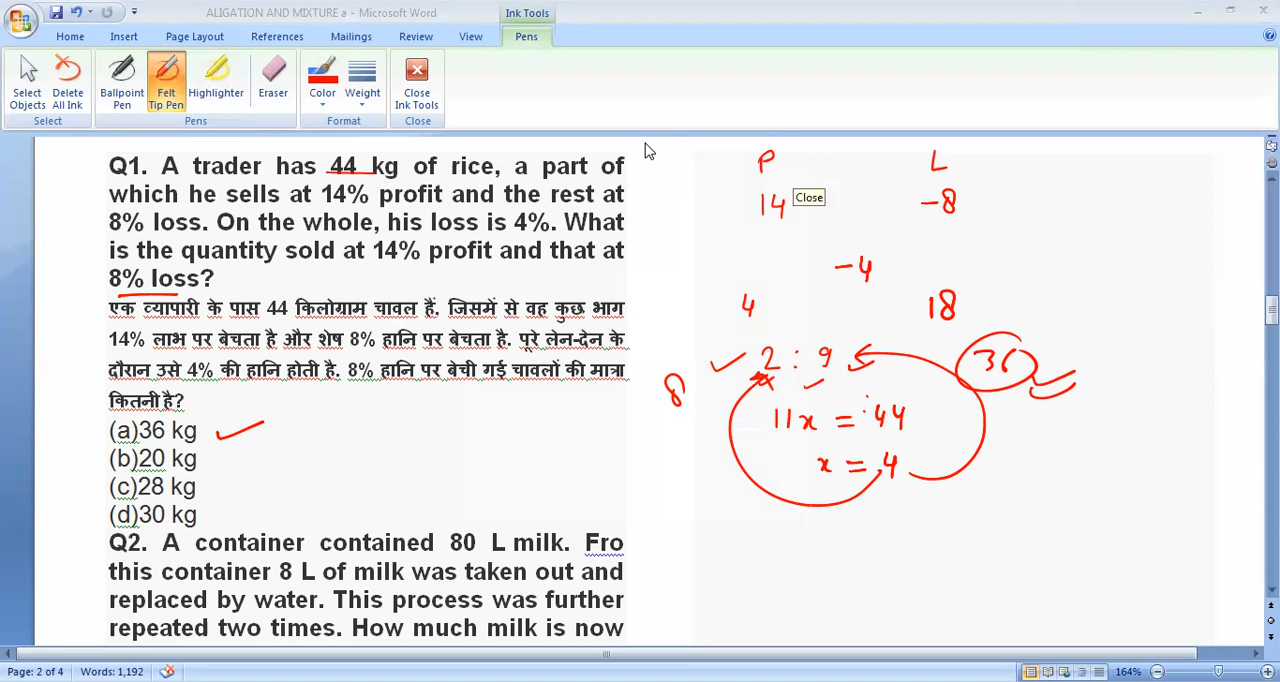 ALIGATION AND MIXTURE a - Microsoft Word
Ink Tools
Home Insert Page Layout References Mailings Review View Pens
Select Objects
Delete All Ink
Ballpoint Pen
Felt Tip Pen
Highlighter
Eraser
Color
Weight
Close Ink Tools
Select Pens Format Close
Q1. A trader has 44 kg of rice, a part of
which he sells at 14% profit and the rest at
8% loss. On the whole, his loss is 4%. What
is the quantity sold at 14% profit and that at
8% loss?
एक व्यापारी के पास 44 किलोग्राम चावल हैं. जिसमें से वह कुछ भाग
14% लाभ पर बेचता है और शेष 8% हानि पर बेचता है. पूरे लेन-देन के
दौरान उसे 4% की हानि होती है. 8% हानि पर बेची गई चावलों की मात्रा
कितनी है?
(a)36 kg
(b)20 kg
(c)28 kg
(d)30 kg
Q2. A container contained 80 L milk. Fro
this container 8 L of milk was taken out and
replaced by water. This process was further
repeated two times. How much milk is now
P L
14 Close -8
-4
4 18
2 : 9 36
8
11x = 44
x = 4
Page: 2 of 4 Words: 1,192 164%